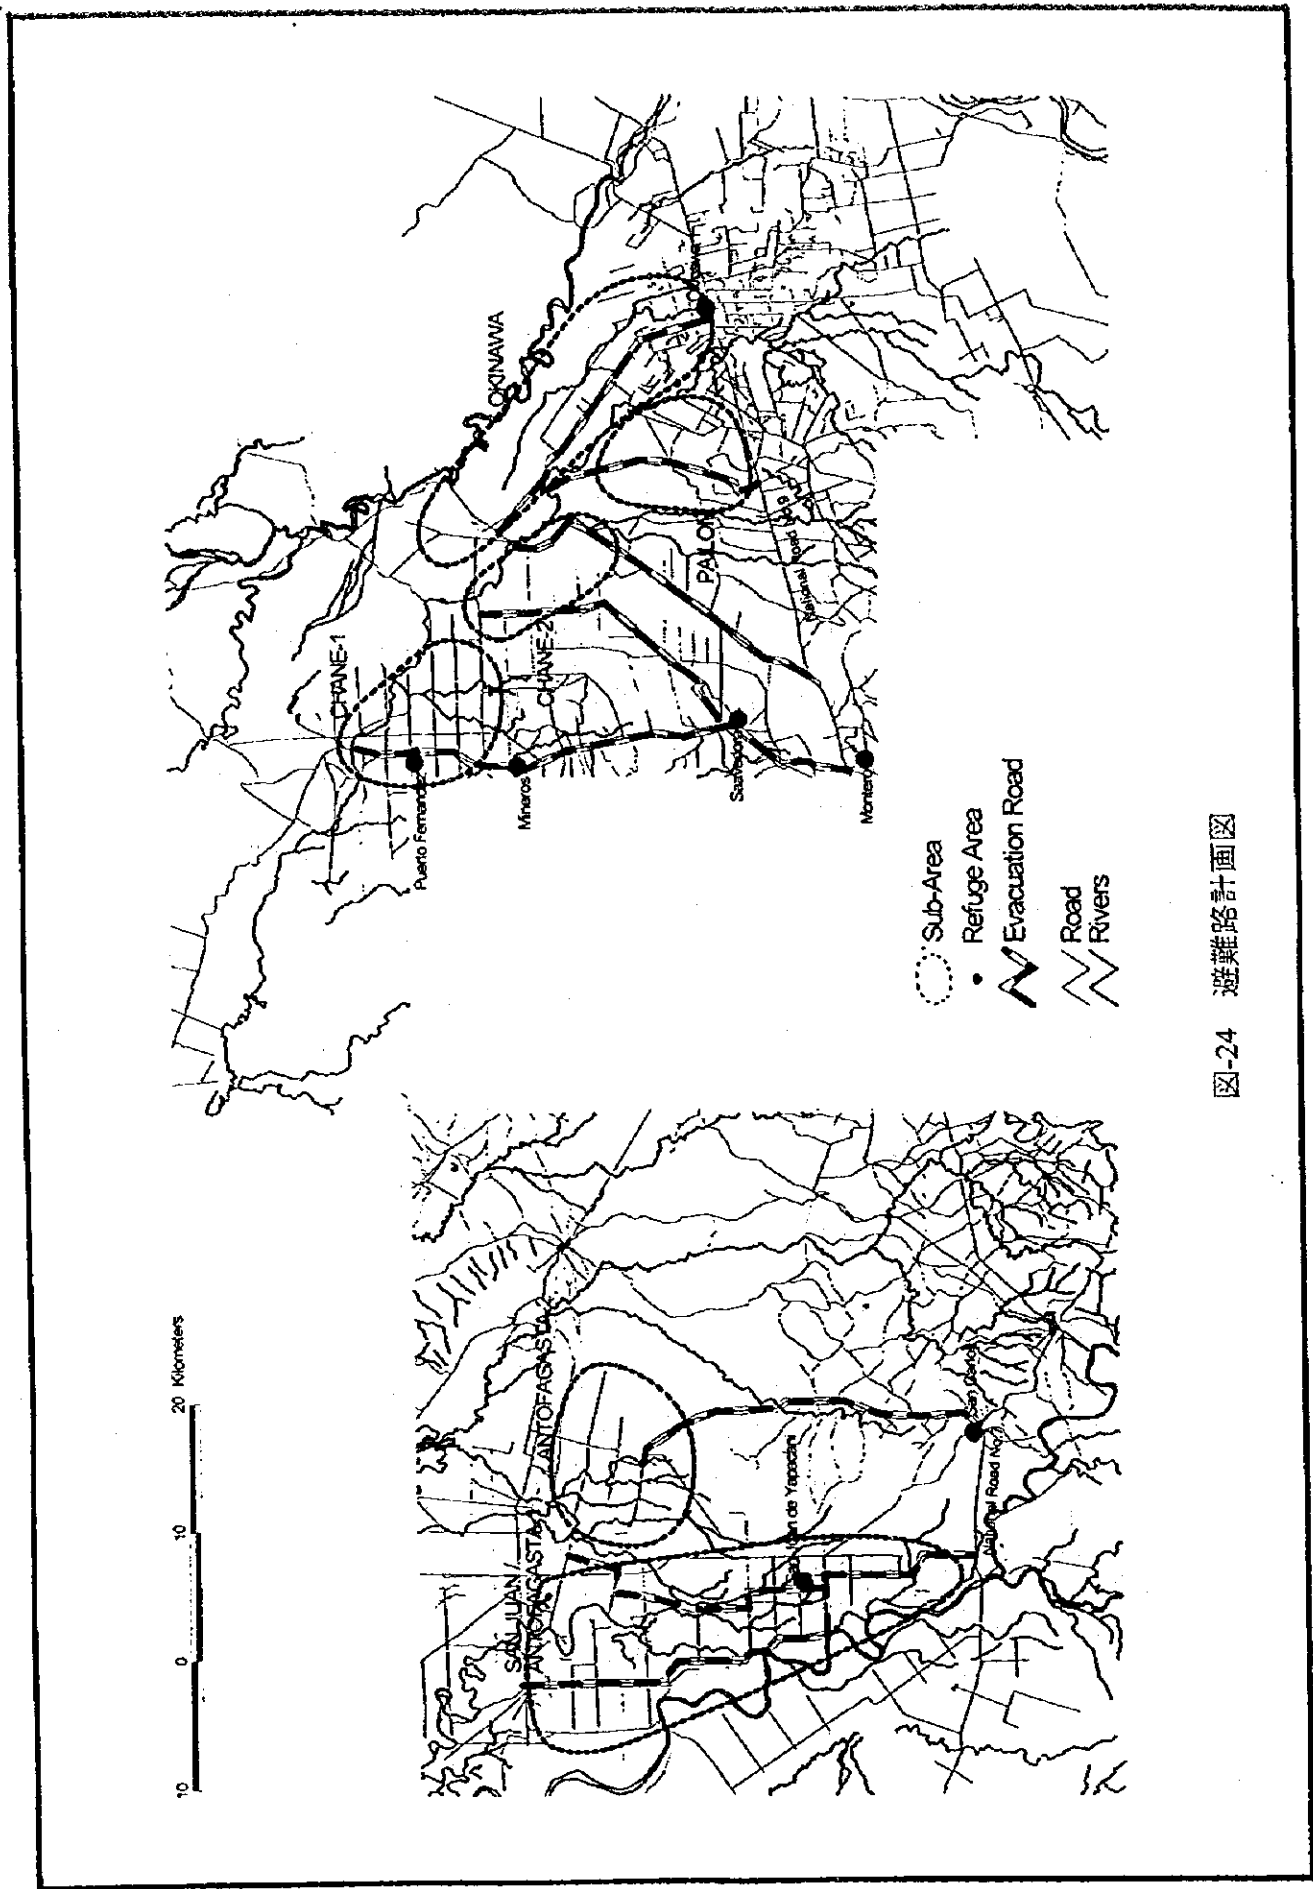 10 0 10 20 Kilometers
SAN JUAN/
ANTOFAGASTA
ANTOFAGASTA
San Carlos
National Road No.
CHANE-1
CHANE-2
OKINAWA
Puerto Fernandez
Mineros
Saavedra
Montero
National Road No.9
Sub-Area
Refuge Area
Evacuation Road
Road
Rivers
図-24 避難路計画図